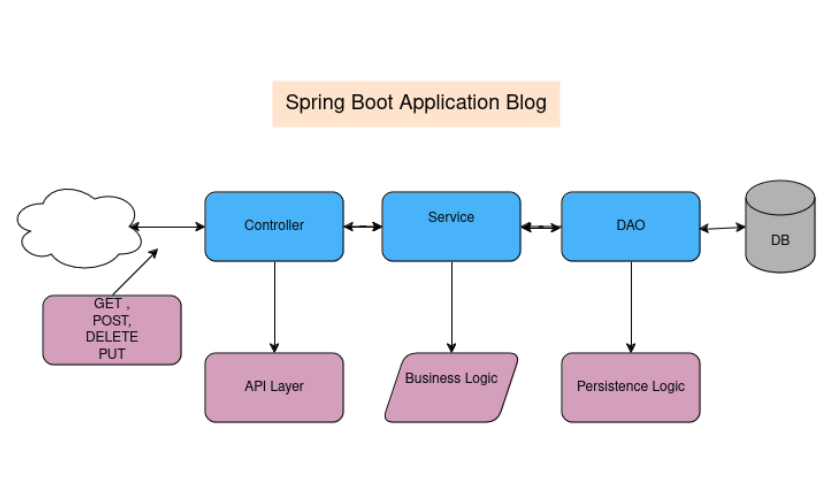 Spring Boot Application Blog
Controller
Service
DAO
DB
GET ,
POST,
DELETE
PUT
API Layer
Business Logic
Persistence Logic